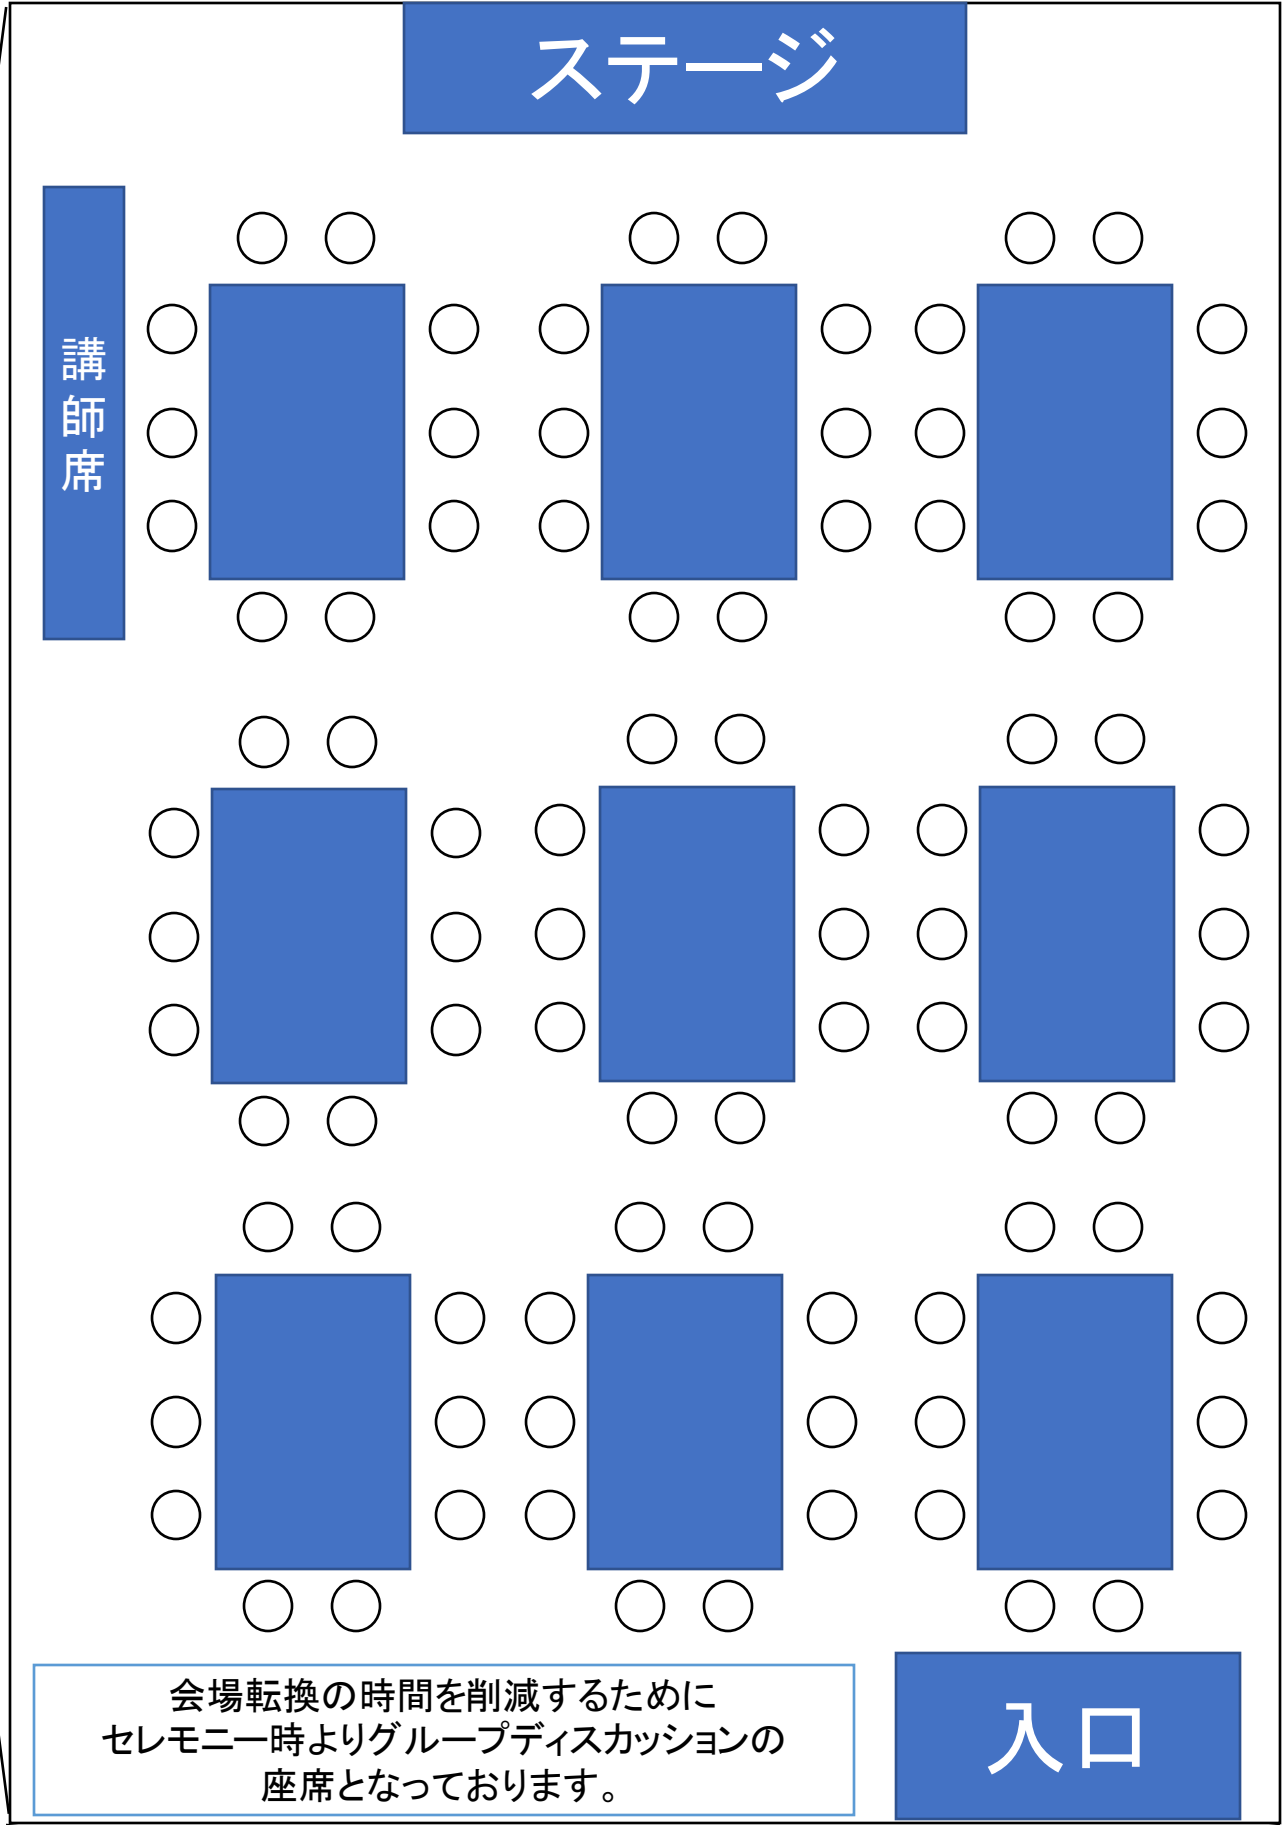 ステージ
講師席
会場転換の時間を削減するために
セレモニー時よりグループディスカッションの
座席となっております。
入口